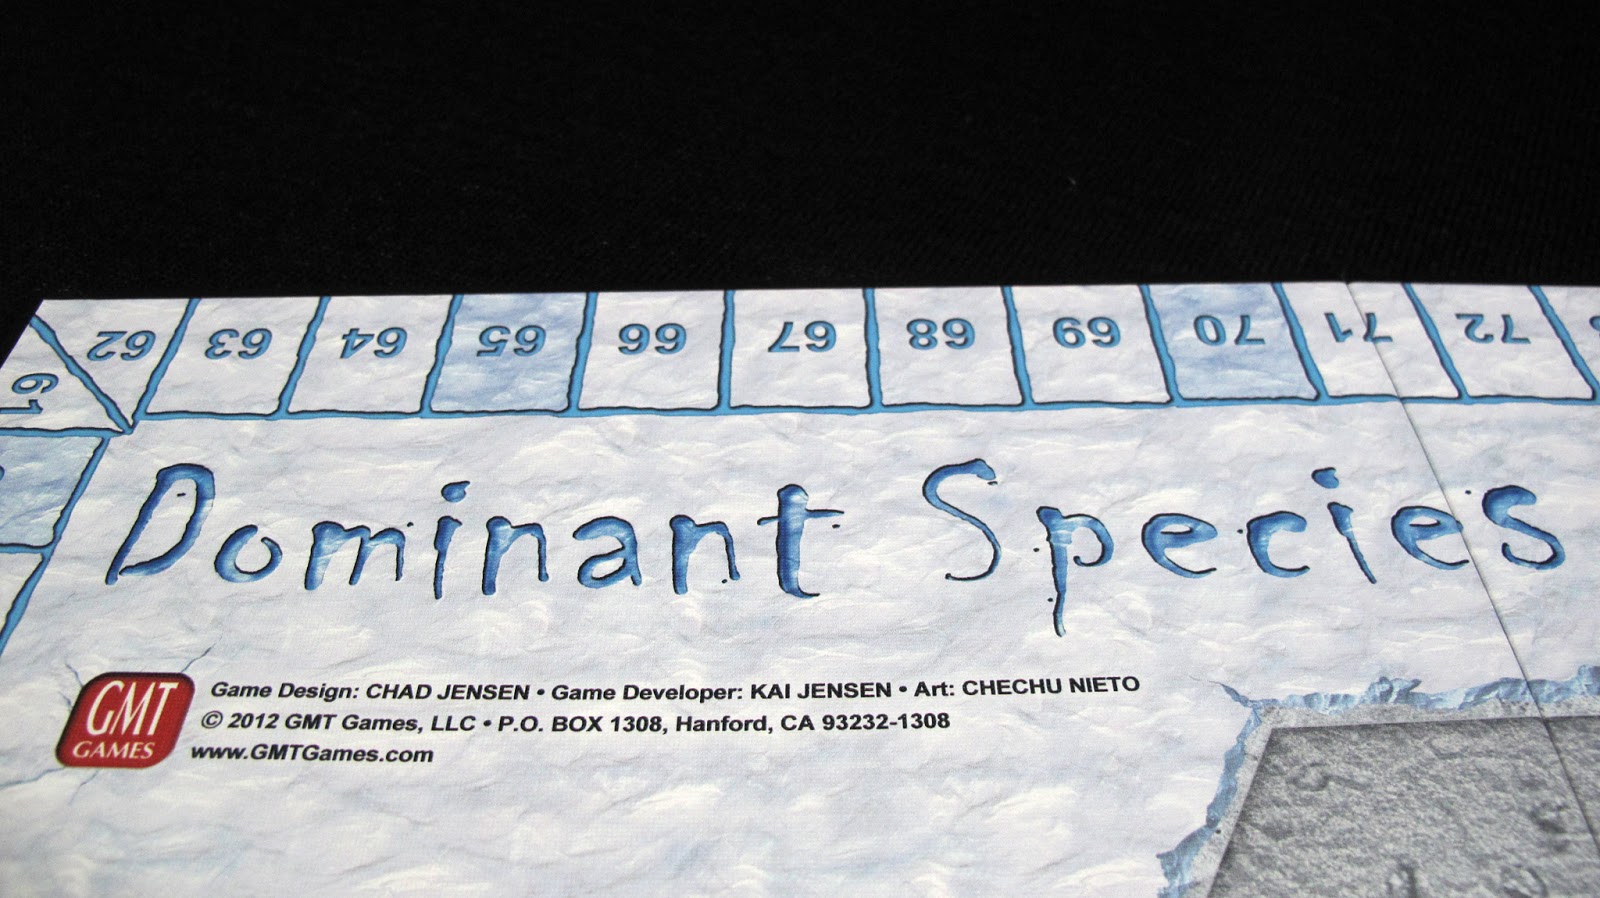 62 63 64 65 66 67 68 69 70 71 72
61
Dominant Species
GMT
GAMES
Game Design: CHAD JENSEN • Game Developer: KAI JENSEN • Art: CHECHU NIETO
© 2012 GMT Games, LLC • P.O. BOX 1308, Hanford, CA 93232-1308
www.GMTGames.com